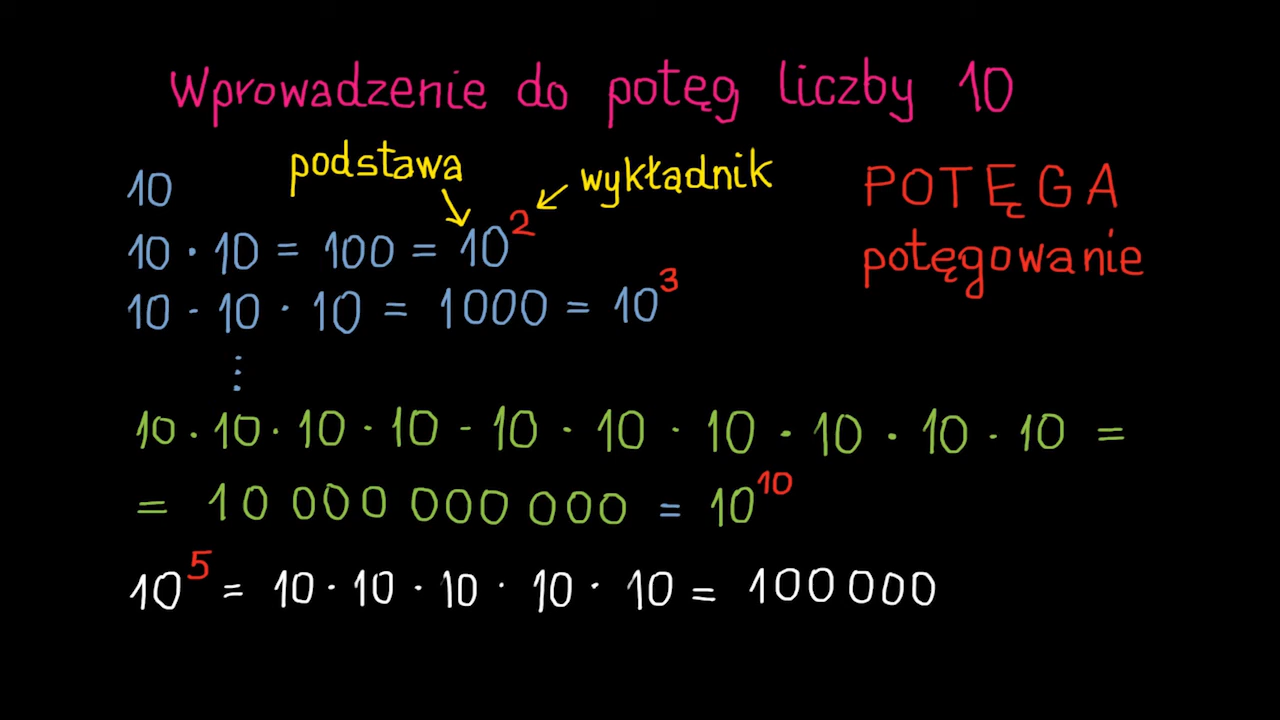 Wprowadzenie do potęg liczby 10
podstawa
wykładnik
10
POTĘGA
10 · 10 = 100 = 10²
potęgowanie
10 · 10 · 10 = 1000 = 10³
⋮
10 · 10 · 10 · 10 · 10 · 10 · 10 · 10 · 10 · 10 =
= 10 000 000 000 = 10¹⁰
10⁵ = 10 · 10 · 10 · 10 · 10 = 100 000